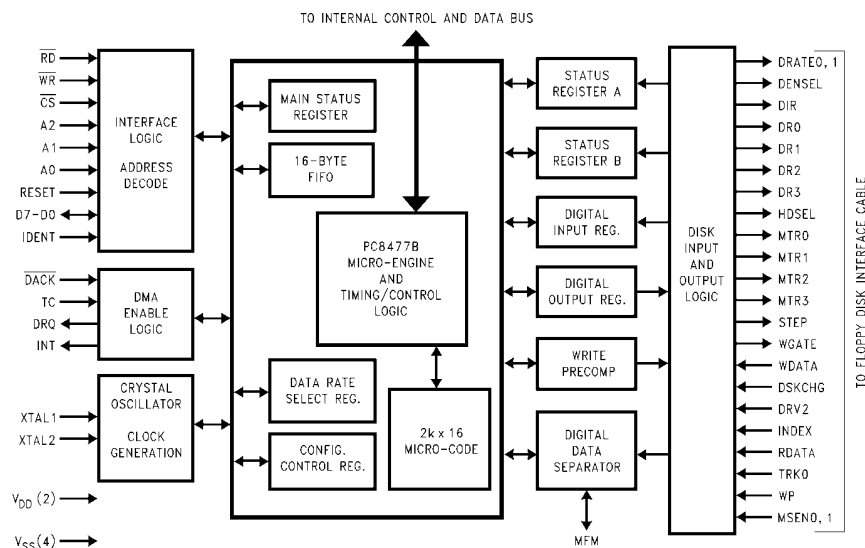 TO INTERNAL CONTROL AND DATA BUS
RD
WR
CS
A2
A1
A0
RESET
D7-D0
IDENT
INTERFACE
LOGIC
ADDRESS
DECODE
DACK
TC
DRQ
INT
DMA
ENABLE
LOGIC
XTAL1
XTAL2
CRYSTAL
OSCILLATOR
CLOCK
GENERATION
VDD (2)
VSS(4)
MAIN STATUS
REGISTER
16-BYTE
FIFO
PC8477B
MICRO-ENGINE
AND
TIMING/CONTROL
LOGIC
DATA RATE
SELECT REG.
CONFIG.
CONTROL REG.
2k x 16
MICRO-CODE
STATUS
REGISTER A
STATUS
REGISTER B
DIGITAL
INPUT REG.
DIGITAL
OUTPUT REG.
WRITE
PRECOMP
DIGITAL
DATA
SEPARATOR
MFM
DISK
INPUT
AND
OUTPUT
LOGIC
DRATE0, 1
DENSEL
DIR
DR0
DR1
DR2
DR3
HDSEL
MTR0
MTR1
MTR2
MTR3
STEP
WGATE
WDATA
DSKCHG
DRV2
INDEX
RDATA
TRK0
WP
MSEN0, 1
TO FLOPPY DISK INTERFACE CABLE